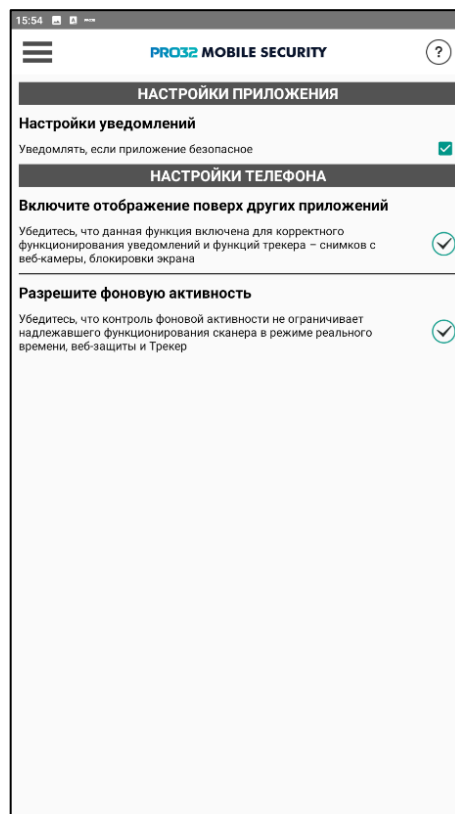 15:54
PRO32 MOBILE SECURITY
?
НАСТРОЙКИ ПРИЛОЖЕНИЯ
Настройки уведомлений
Уведомлять, если приложение безопасное
НАСТРОЙКИ ТЕЛЕФОНА
Включите отображение поверх других приложений
Убедитесь, что данная функция включена для корректного
функционирования уведомлений и функций трекера – снимков с
веб-камеры, блокировки экрана
Разрешите фоновую активность
Убедитесь, что контроль фоновой активности не ограничивает
надлежавшего функционирования сканера в режиме реального
времени, веб-защиты и Трекер